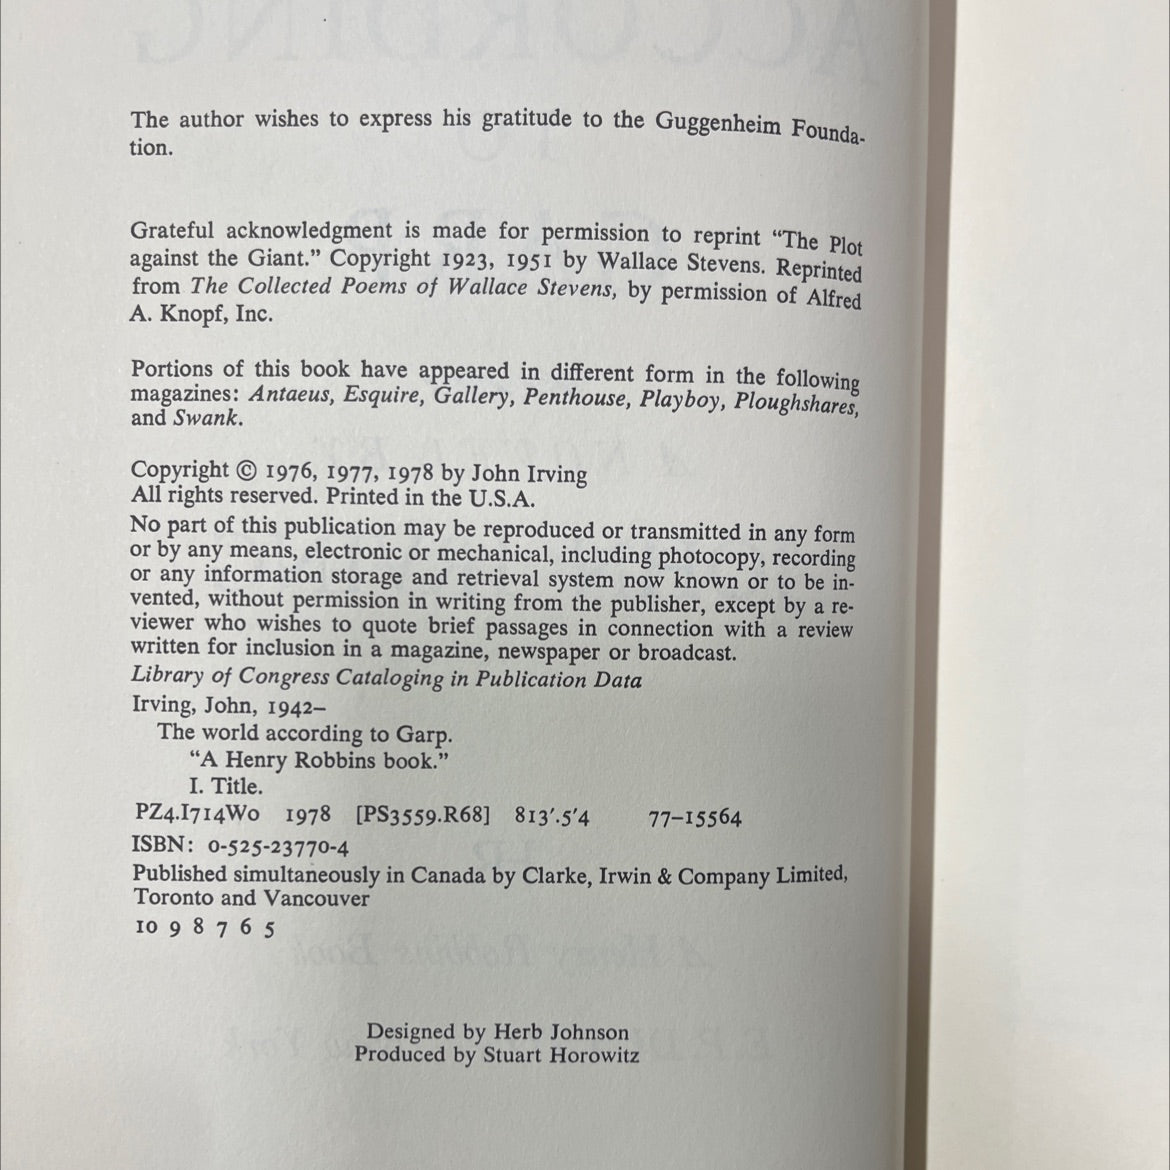 The author wishes to express his gratitude to the Guggenheim Founda-
tion.
Grateful acknowledgment is made for permission to reprint “The Plot
against the Giant.” Copyright 1923, 1951 by Wallace Stevens. Reprinted
from The Collected Poems of Wallace Stevens, by permission of Alfred
A. Knopf, Inc.
Portions of this book have appeared in different form in the following
magazines: Antaeus, Esquire, Gallery, Penthouse, Playboy, Ploughshares,
and Swank.
Copyright © 1976, 1977, 1978 by John Irving
All rights reserved. Printed in the U.S.A.
No part of this publication may be reproduced or transmitted in any form
or by any means, electronic or mechanical, including photocopy, recording
or any information storage and retrieval system now known or to be in-
vented, without permission in writing from the publisher, except by a re-
viewer who wishes to quote brief passages in connection with a review
written for inclusion in a magazine, newspaper or broadcast.
Library of Congress Cataloging in Publication Data
Irving, John, 1942–
The world according to Garp.
“A Henry Robbins book.”
I. Title.
PZ4.I714Wo 1978 [PS3559.R68] 813′.5′4 77–15564
ISBN: 0-525-23770-4
Published simultaneously in Canada by Clarke, Irwin & Company Limited,
Toronto and Vancouver
10 9 8 7 6 5
Designed by Herb Johnson
Produced by Stuart Horowitz